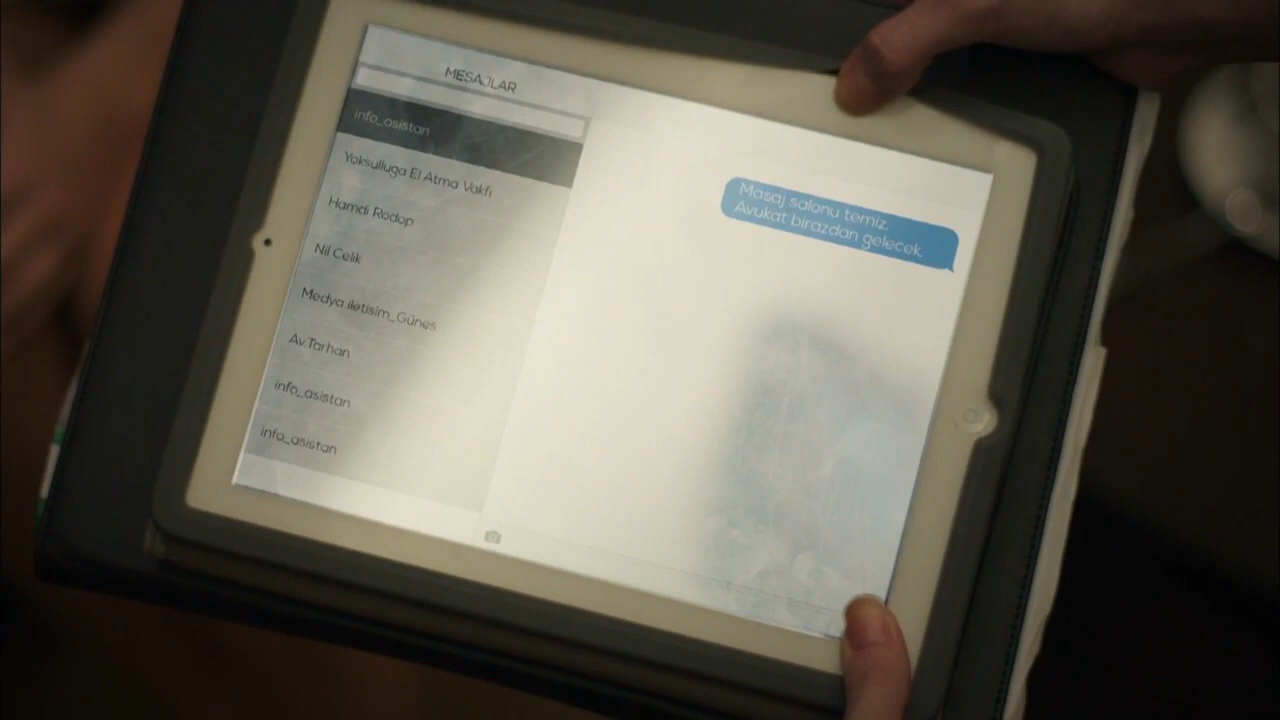 MESAJLAR
info_asistan
Yoksulluga El Atma Vakfı
Hamdi Rodop
Nil Celik
Medya iletisim_Günes
Av.Tarhan
info_asistan
info_asistan
Masaj salonu temiz.
Avukat birazdan gelecek.